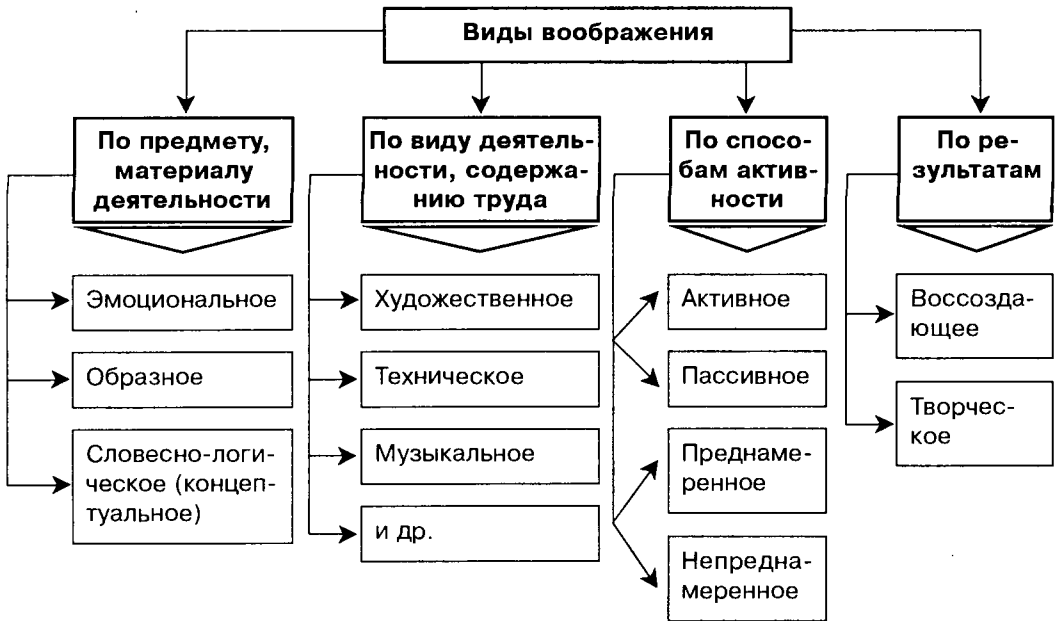 Виды воображения
По предмету,
материалу
деятельности
Эмоциональное
Образное
Словесно-логи-
ческое (концеп-
туальное)
По виду деятель-
ности, содержа-
нию труда
Художественное
Техническое
Музыкальное
и др.
По спосо-
бам актив-
ности
Активное
Пассивное
Преднаме-
ренное
Непредна-
меренное
По ре-
зультатам
Воссозда-
ющее
Творчес-
кое